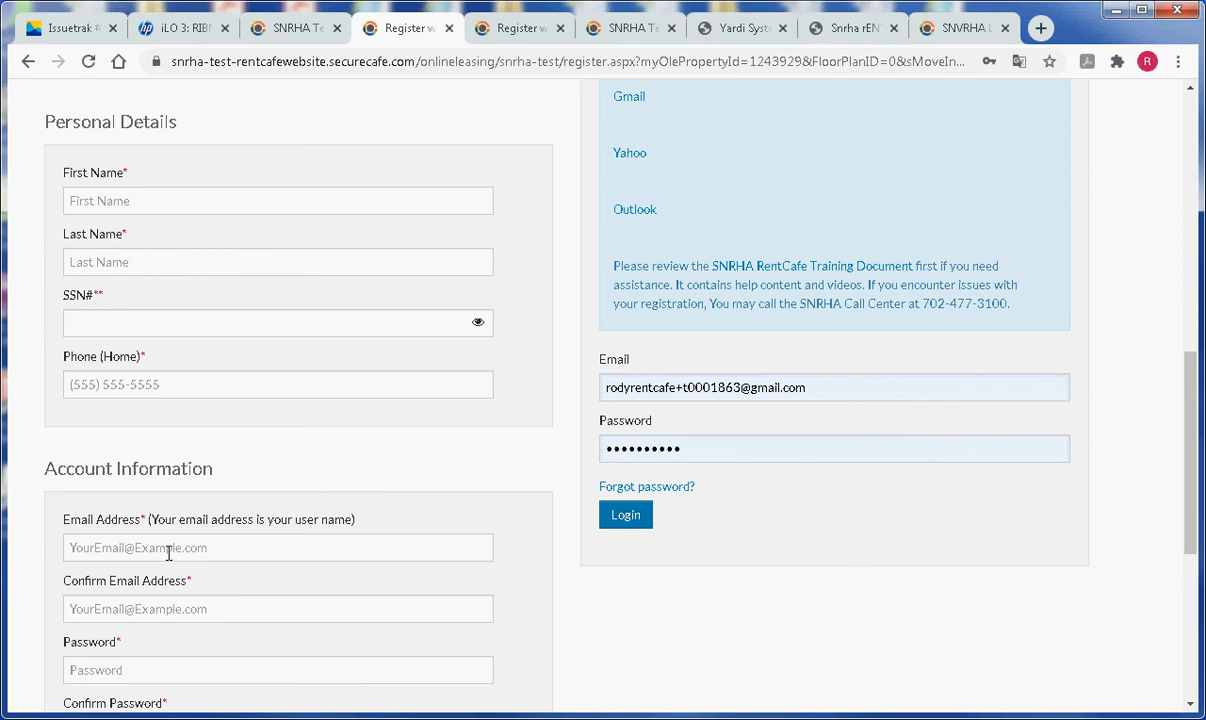 Issuetrak #
iLO 3: RIBM
SNRHA Te
Register w
Register w
SNRHA Te
Yardi Syst
Snrha rEN
SNVRHA L
snrha-test-rentcafewebsite.securecafe.com/onlineleasing/snrha-test/register.aspx?myOlePropertyId=1243929&FloorPlanID=0&sMoveIn...
R
Personal Details
First Name*
First Name
Last Name*
Last Name
SSN#**
Phone (Home)*
(555) 555-5555
Account Information
Email Address* (Your email address is your user name)
YourEmail@Example.com
Confirm Email Address*
YourEmail@Example.com
Password*
Password
Confirm Password*
Gmail
Yahoo
Outlook
Please review the SNRHA RentCafe Training Document first if you need
assistance. It contains help content and videos. If you encounter issues with
your registration, You may call the SNRHA Call Center at 702-477-3100.
Email
rodyrentcafe+t0001863@gmail.com
Password
••••••••••
Forgot password?
Login